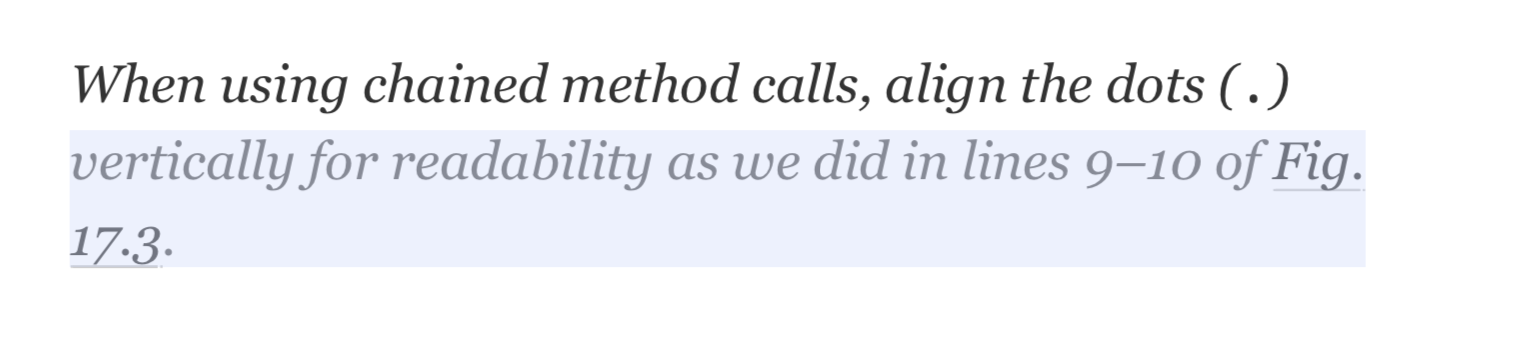 When using chained method calls, align the dots (.)
vertically for readability as we did in lines 9–10 of Fig.
17.3.